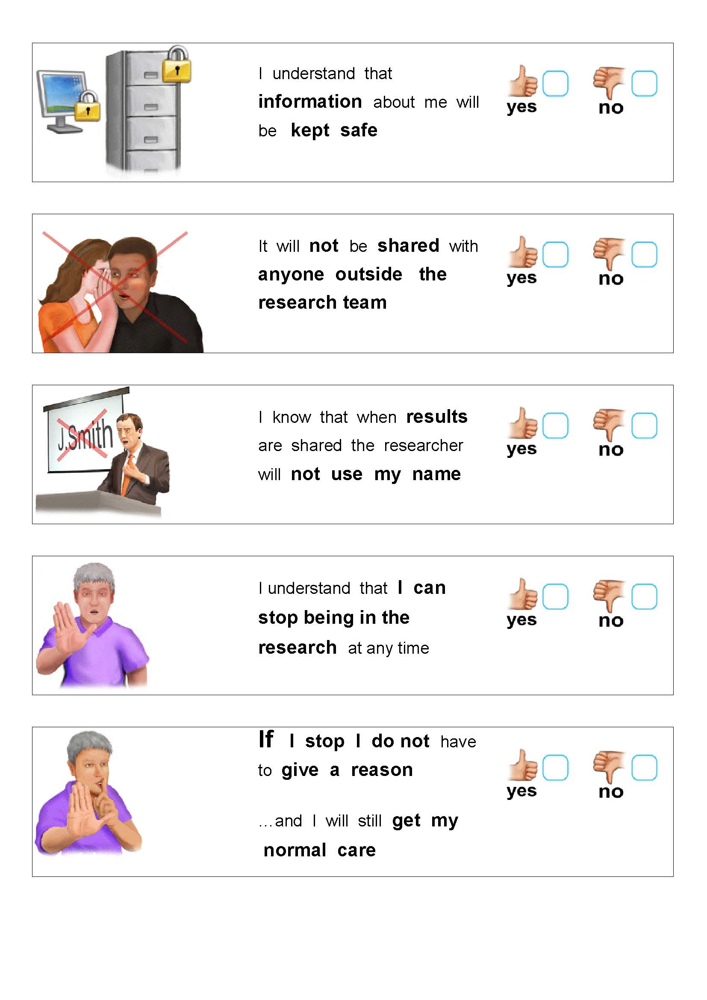 I understand that
information about me will
be kept safe
yes no
It will not be shared with
anyone outside the
research team
yes no
J.Smith
I know that when results
are shared the researcher
will not use my name
yes no
I understand that I can
stop being in the
research at any time
yes no
If I stop I do not have
to give a reason
…and I will still get my
normal care
yes no